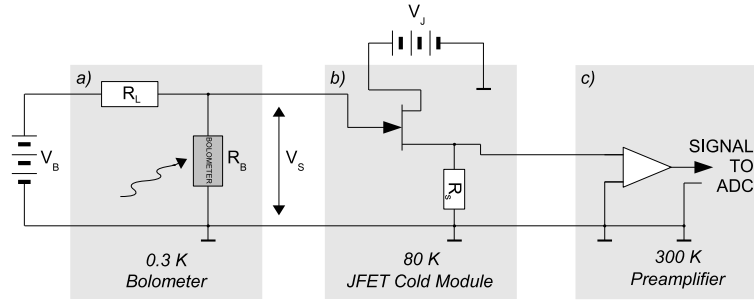 V_J
a)
b)
c)
R_L
V_B
BOLOMETER
R_B
V_S
R_S
SIGNAL
TO
ADC
0.3 K
Bolometer
80 K
JFET Cold Module
300 K
Preamplifier